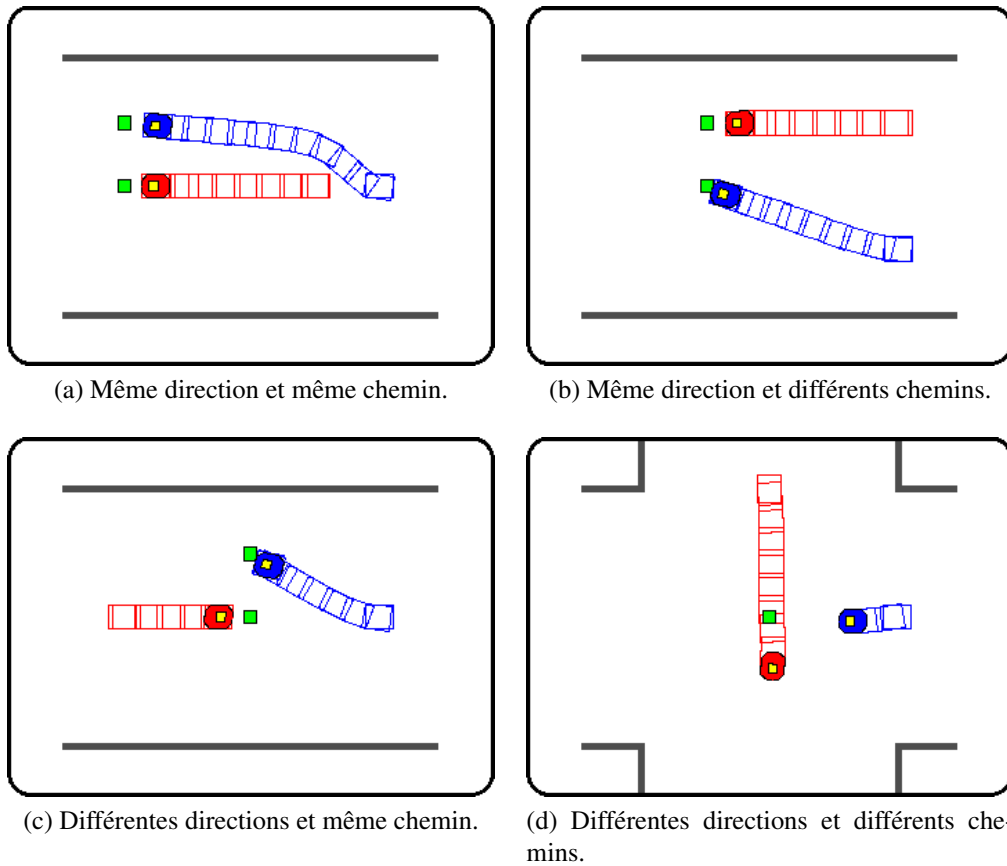 (a) Même direction et même chemin.
(b) Même direction et différents chemins.
(c) Différentes directions et même chemin.
(d) Différentes directions et différents che-
mins.